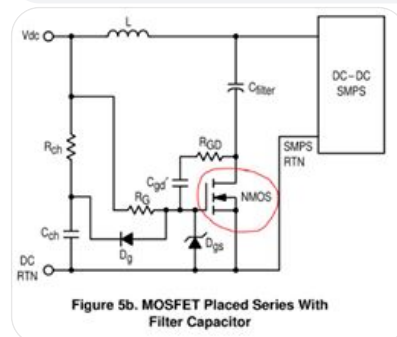 L
Vdc
Cfilter
DC–DC
SMPS
Rch
RGD
SMPS
RTN
Cgd'
RG
NMOS
Cch
Dg
Dgs
DC
RTN
Figure 5b. MOSFET Placed Series With
Filter Capacitor